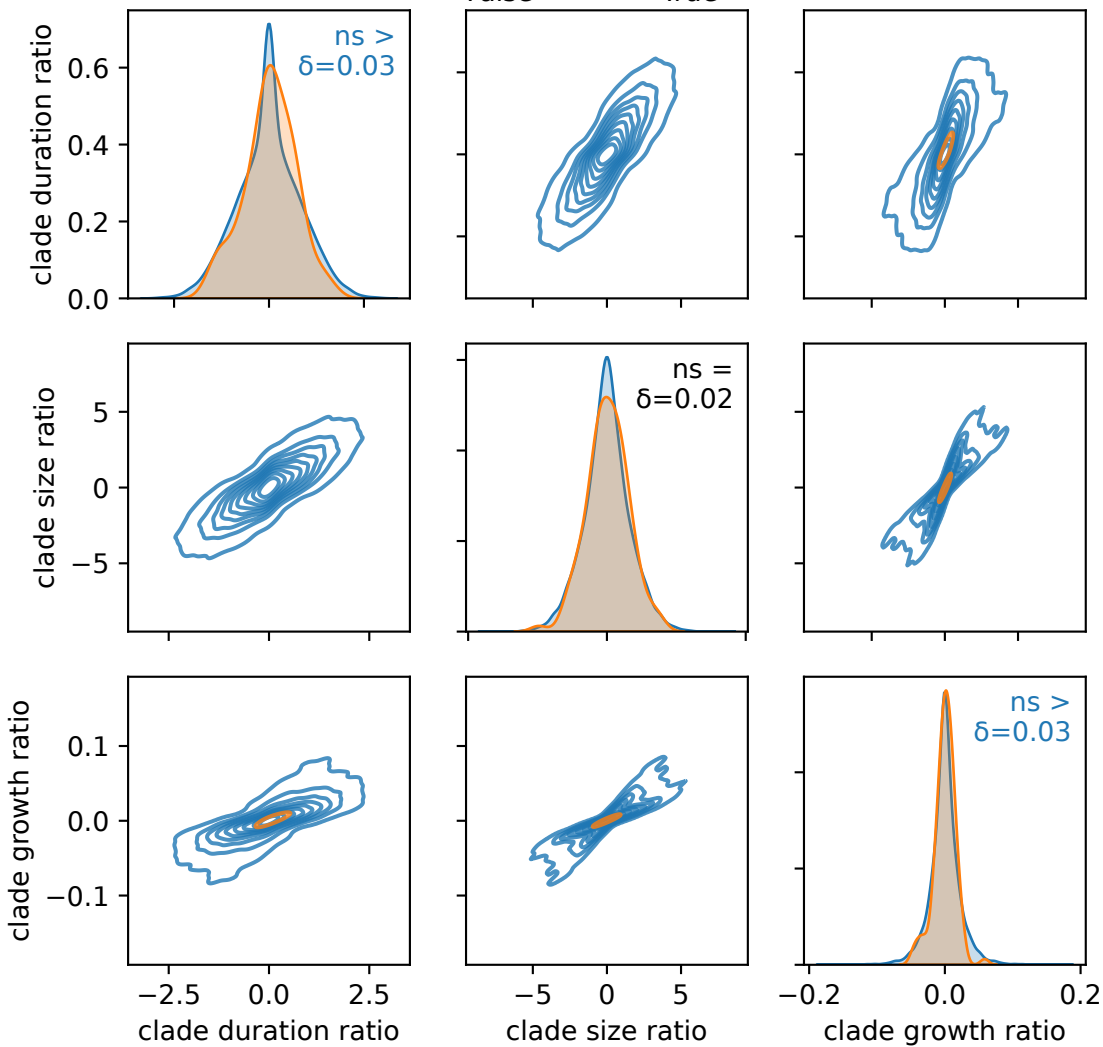 clade duration ratio
0.6
0.4
0.2
0.0
ns >
δ=0.03
clade size ratio
5
0
−5
ns =
δ=0.02
clade growth ratio
0.1
0.0
−0.1
ns >
δ=0.03
−2.5 0.0 2.5
−5 0 5
−0.2 0.0 0.2
clade duration ratio
clade size ratio
clade growth ratio